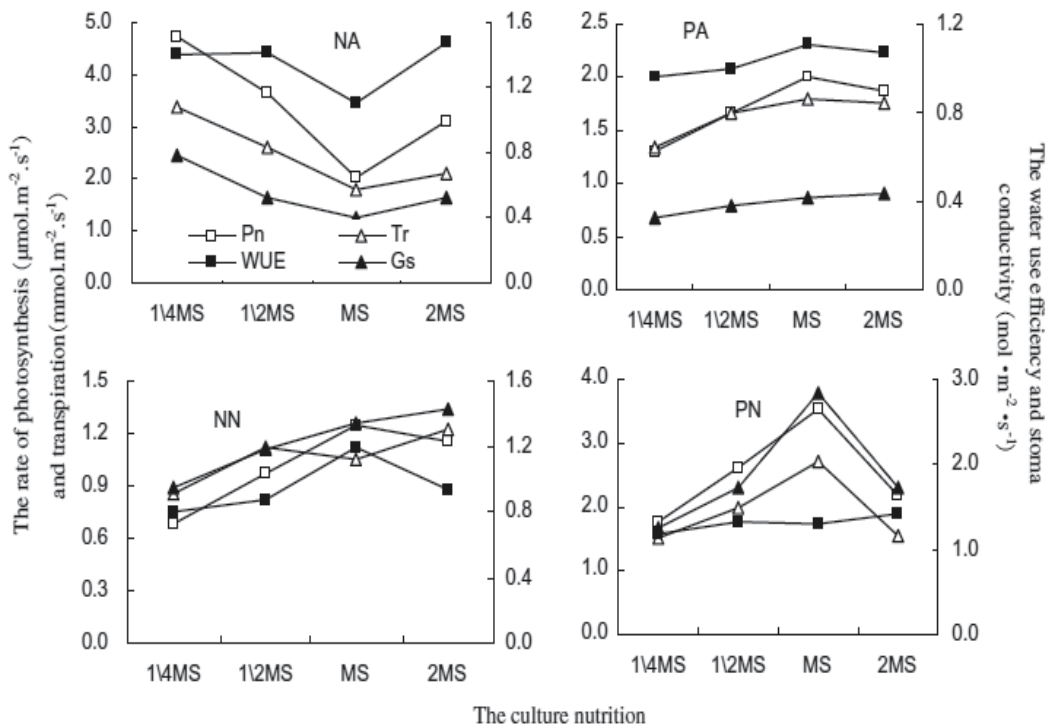 The rate of photosynthesis (μmol.m⁻².s⁻¹)
and transpiration(mmol.m⁻².s⁻¹)
5.0
4.0
3.0
2.0
1.0
0.0
NA
1.6
1.2
0.8
0.4
0.0
Pn
Tr
WUE
Gs
1\4MS
1\2MS
MS
2MS
2.5
2.0
1.5
1.0
0.5
0.0
PA
1.2
0.8
0.4
0.0
1\4MS
1\2MS
MS
2MS
1.5
1.2
0.9
0.6
0.3
0.0
NN
1.6
1.2
0.8
0.4
0.0
1\4MS
1\2MS
MS
2MS
4.0
3.0
2.0
1.0
0.0
PN
3.0
2.0
1.0
0.0
1\4MS
1\2MS
MS
2MS
The water use efficiency and stoma
conductivity (mol •m⁻² •s⁻¹)
The culture nutrition